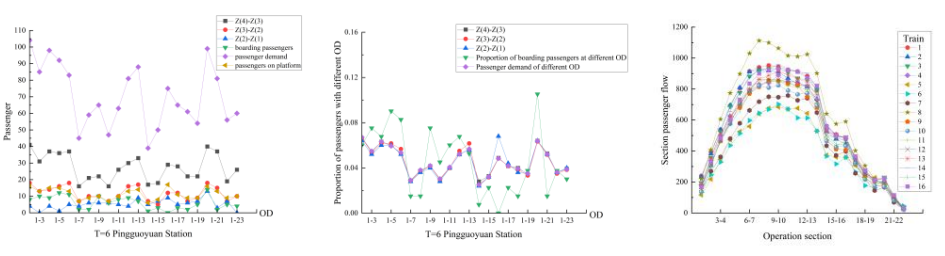 Z(4)-Z(3)
Z(3)-Z(2)
Z(2)-Z(1)
boarding passengers
passenger demand
passengers on platform
Passenger
110
100
90
80
70
60
50
40
30
20
10
0
1-3 1-5 1-7 1-9 1-11 1-13 1-15 1-17 1-19 1-21 1-23
OD
T=6 Pingguoyuan Station
Z(4)-Z(3)
Z(3)-Z(2)
Z(2)-Z(1)
Proportion of boarding passengers at different OD
Passenger demand of different OD
Proportion of passengers with different OD
0.16
0.12
0.08
0.04
0.00
1-3 1-5 1-7 1-9 1-11 1-13 1-15 1-17 1-19 1-21 1-23
OD
T=6 Pingguoyuan Station
Section passenger flow
1200
1000
800
600
400
200
0
3-4 6-7 9-10 12-13 15-16 18-19 21-22
Operation section
Train
1
2
3
4
5
6
7
8
9
10
11
12
13
14
15
16